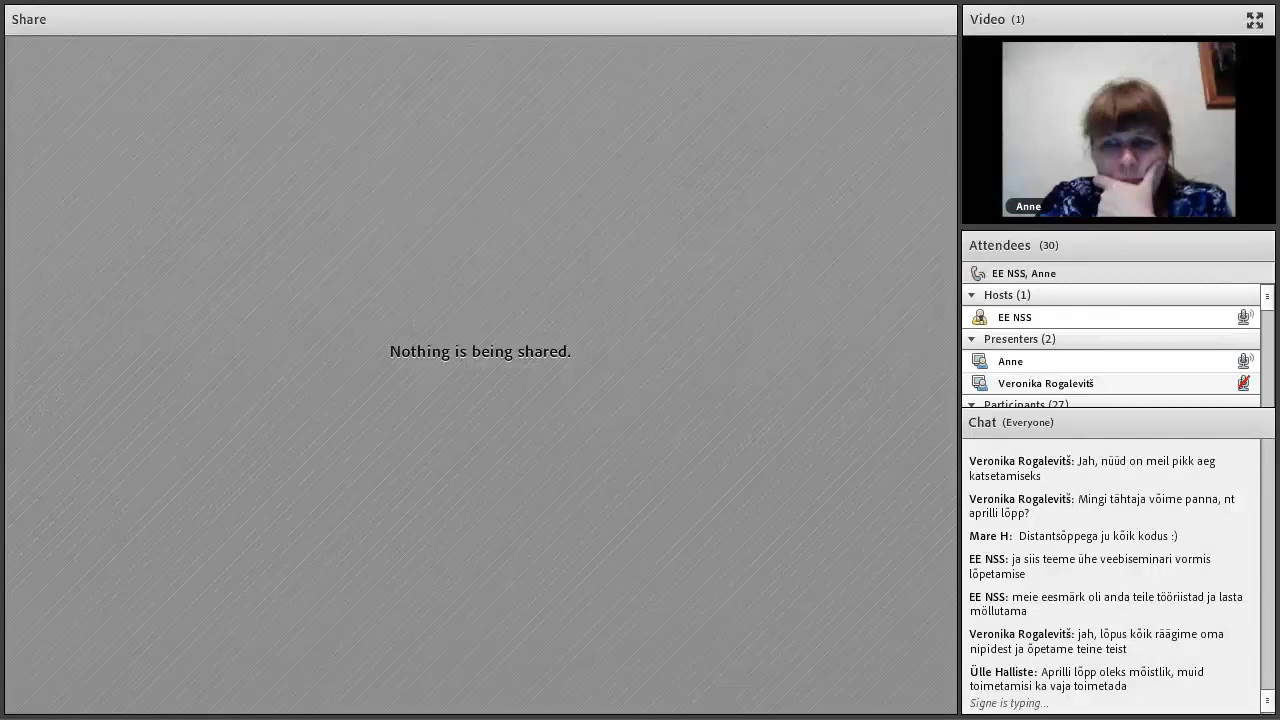 Share
Nothing is being shared.
Video (1)
Anne
Attendees (30)
EE NSS, Anne
Hosts (1)
EE NSS
Presenters (2)
Anne
Veronika Rogalevitš
Participants (27)
Chat (Everyone)
Veronika Rogalevitš: Jah, nüüd on meil pikk aeg
katsetamiseks
Veronika Rogalevitš: Mingi tähtaja võime panna, nt
aprilli lõpp?
Mare H: Distantsõppega ju kõik kodus :)
EE NSS: ja siis teeme ühe veebiseminari vormis
lõpetamise
EE NSS: meie eesmärk oli anda teile tööriistad ja lasta
möllutama
Veronika Rogalevitš: jah, lõpus kõik räägime oma
nipidest ja õpetame teine teist
Ülle Halliste: Aprilli lõpp oleks mõistlik, muid
toimetamisi ka vaja toimetada
Signe is typing...